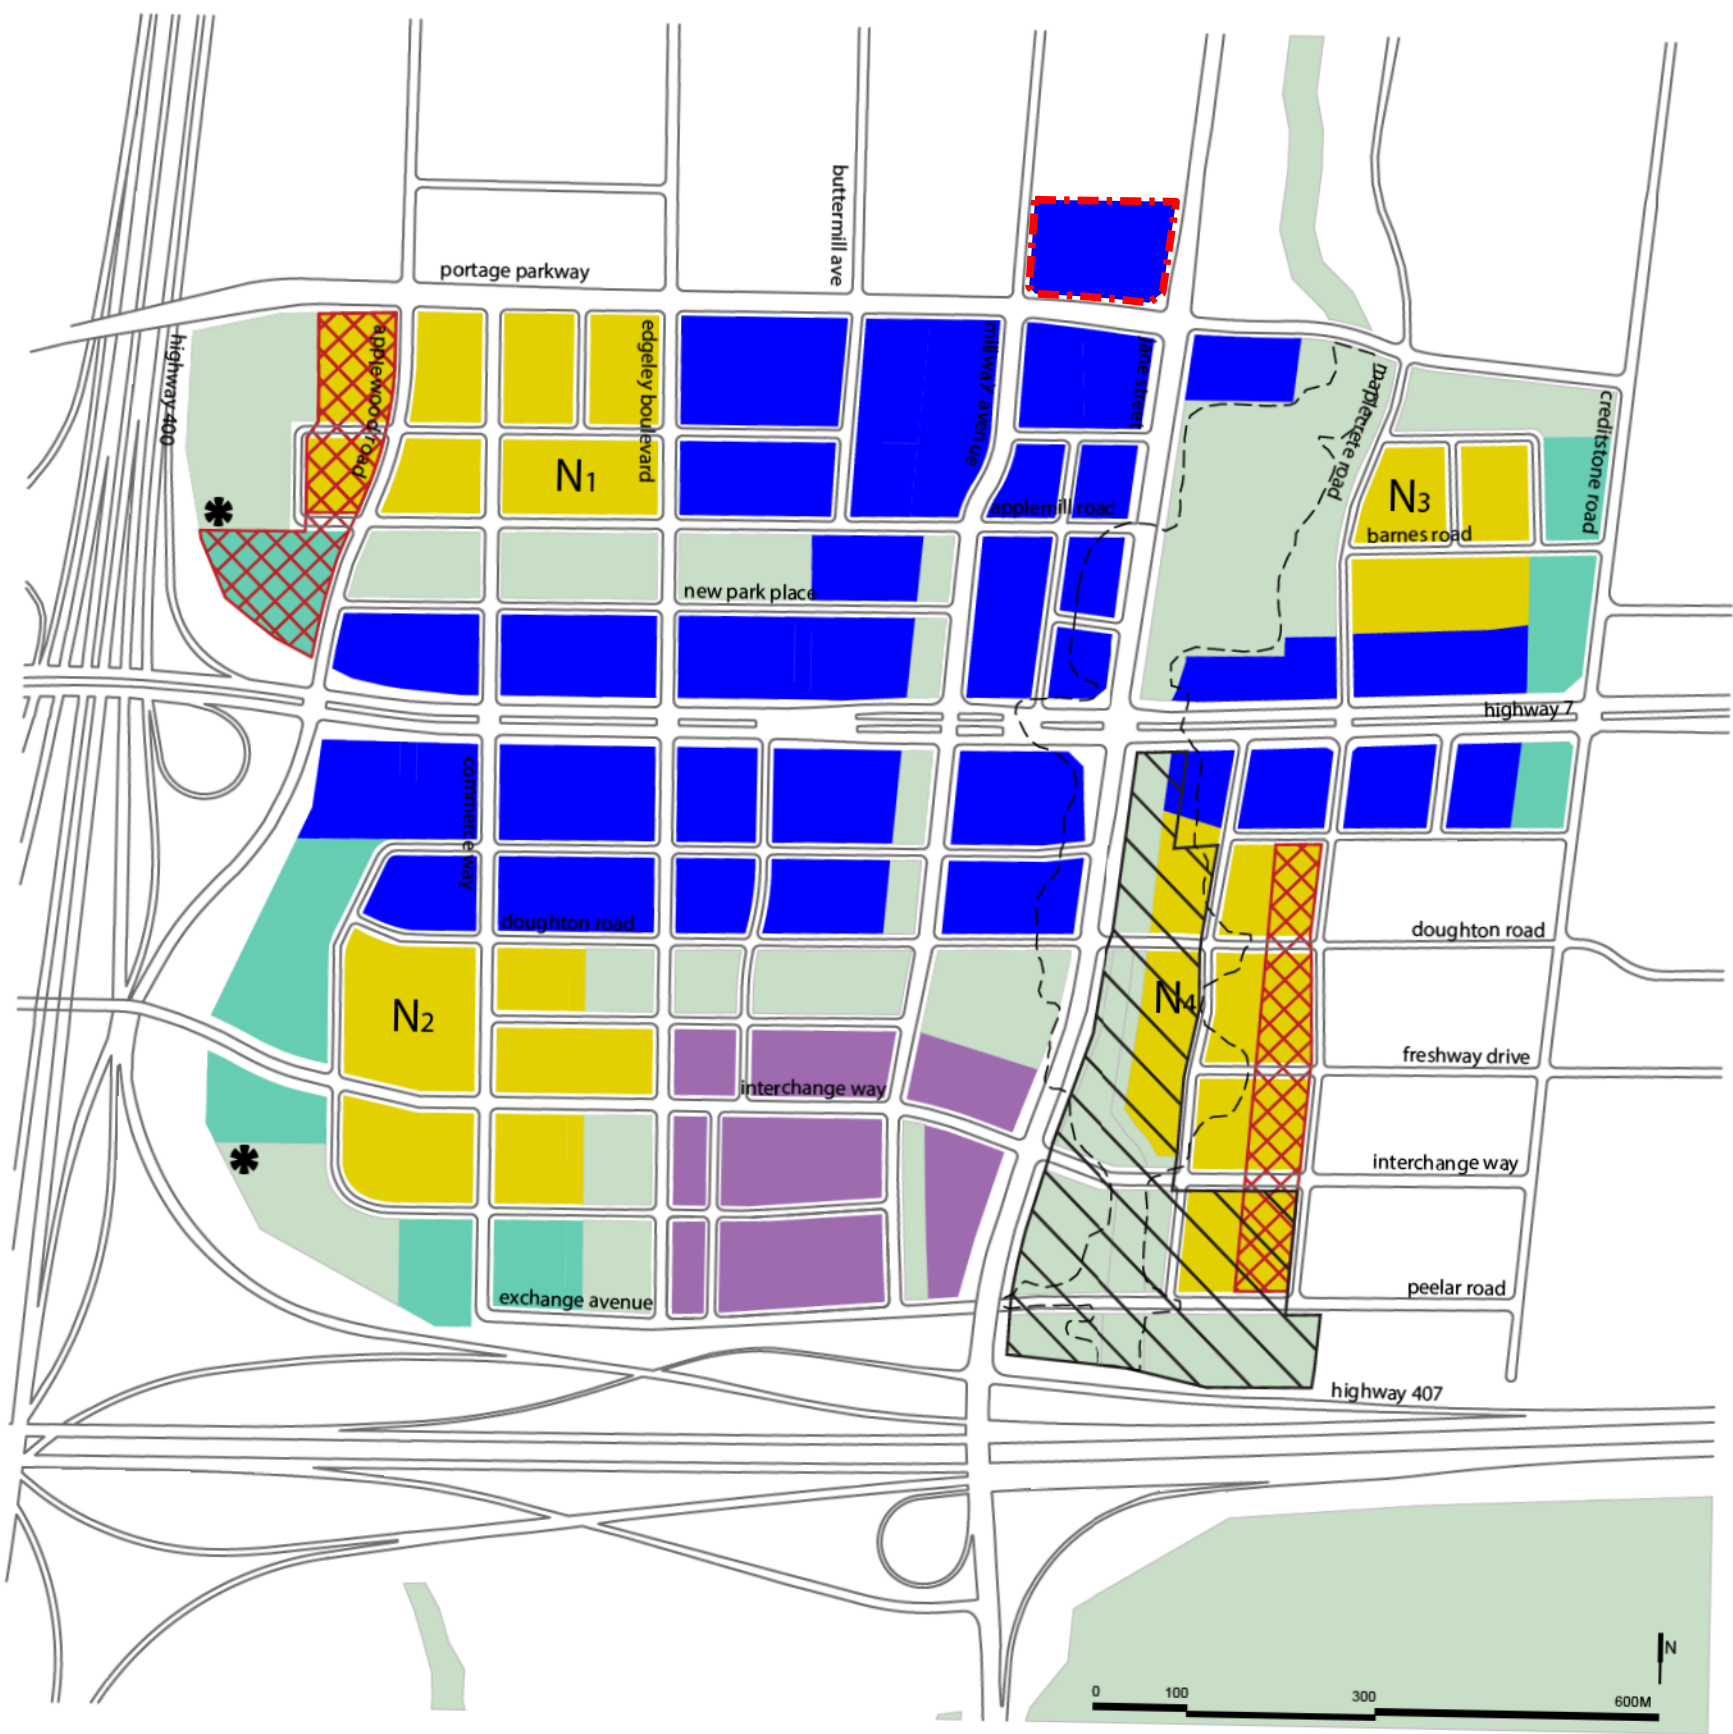 buttermill ave
portage parkway
highway 400
applewood road
edgeley boulevard
millway avenue
jane street
maplecrete road
creditstone road
N1
N3
applemill road
barnes road
new park place
highway 7
commerce way
doughton road
doughton road
N2
N4
freshway drive
interchange way
interchange way
peelar road
exchange avenue
highway 407
N
0 100 300 600M